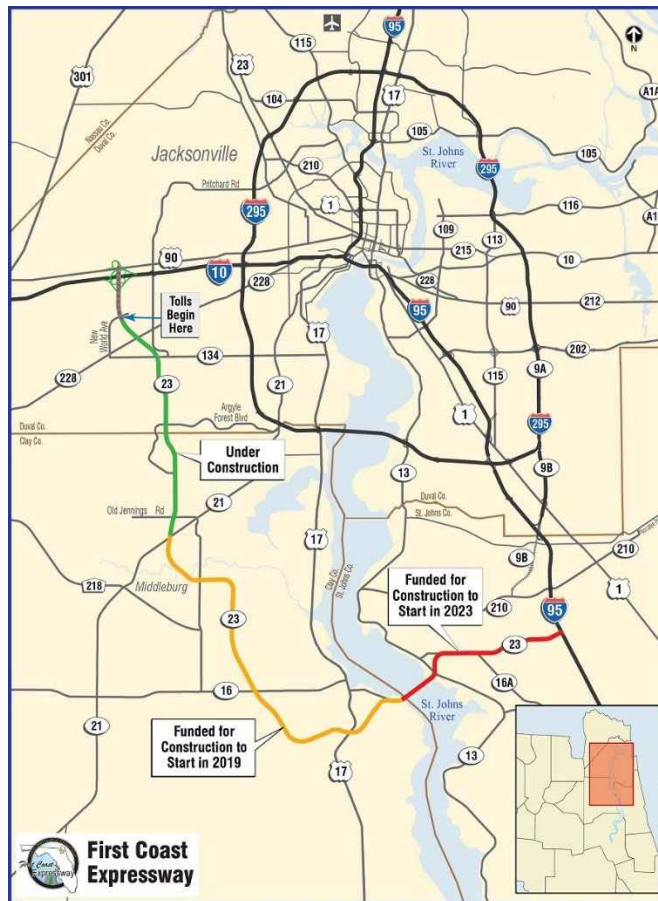 95
N
115
23
17
301
A1A
104
Nassau Co.
Duval Co.
105
Jacksonville
St. Johns
River
105
210
295
Pritchard Rd
1
109
116
295
A1
90
215
113
10
10
228
228
Tolls
Begin
Here
95
90
212
New
World Ave
17
134
202
228
23
21
115
9A
1
Argyle
Forest Blvd
295
Duval Co.
Clay Co.
Under
Construction
13
9B
21
Old Jennings Rd
Duval Co.
St. Johns Co.
17
9B
210
Clay Co.
St. Johns Co.
218
Middleburg
Funded for
Construction to
Start in 2023
210
1
95
23
23
16A
16
St. Johns
River
21
Funded for
Construction to
Start in 2019
17
13
First Coast
Expressway
First Coast
Expressway